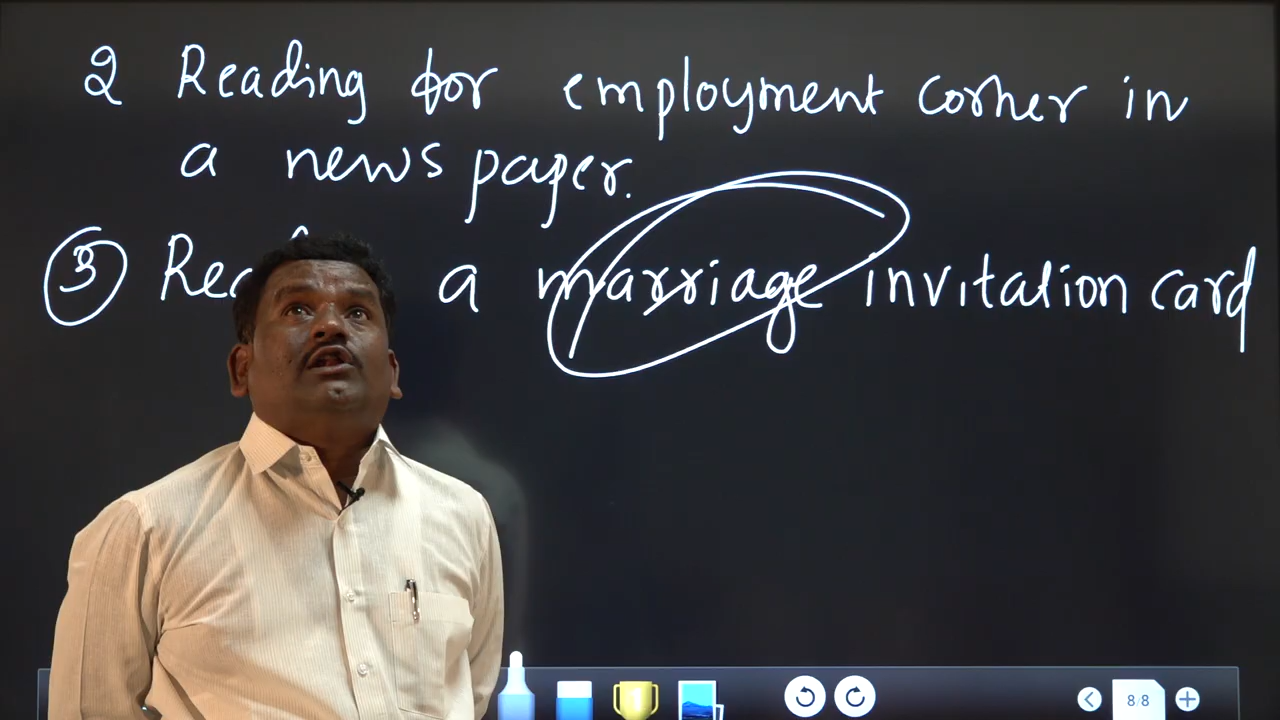 2 Reading for employment corner in
a news paper.
3 Rea a marriage invitation card
88